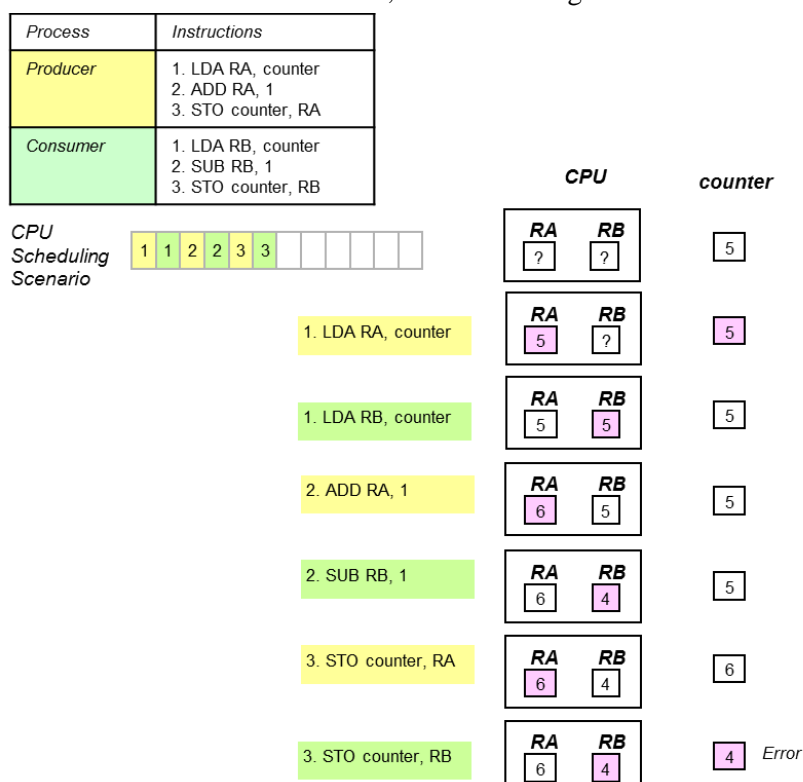 Process Instructions
Producer 1. LDA RA, counter
2. ADD RA, 1
3. STO counter, RA
Consumer 1. LDA RB, counter
2. SUB RB, 1
3. STO counter, RB
CPU counter
CPU
Scheduling
Scenario
1 1 2 2 3 3
RA RB
? ? 5
1. LDA RA, counter
RA RB
5 ? 5
1. LDA RB, counter
RA RB
5 5 5
2. ADD RA, 1
RA RB
6 5 5
2. SUB RB, 1
RA RB
6 4 5
3. STO counter, RA
RA RB
6 4 6
3. STO counter, RB
RA RB
6 4 4 Error